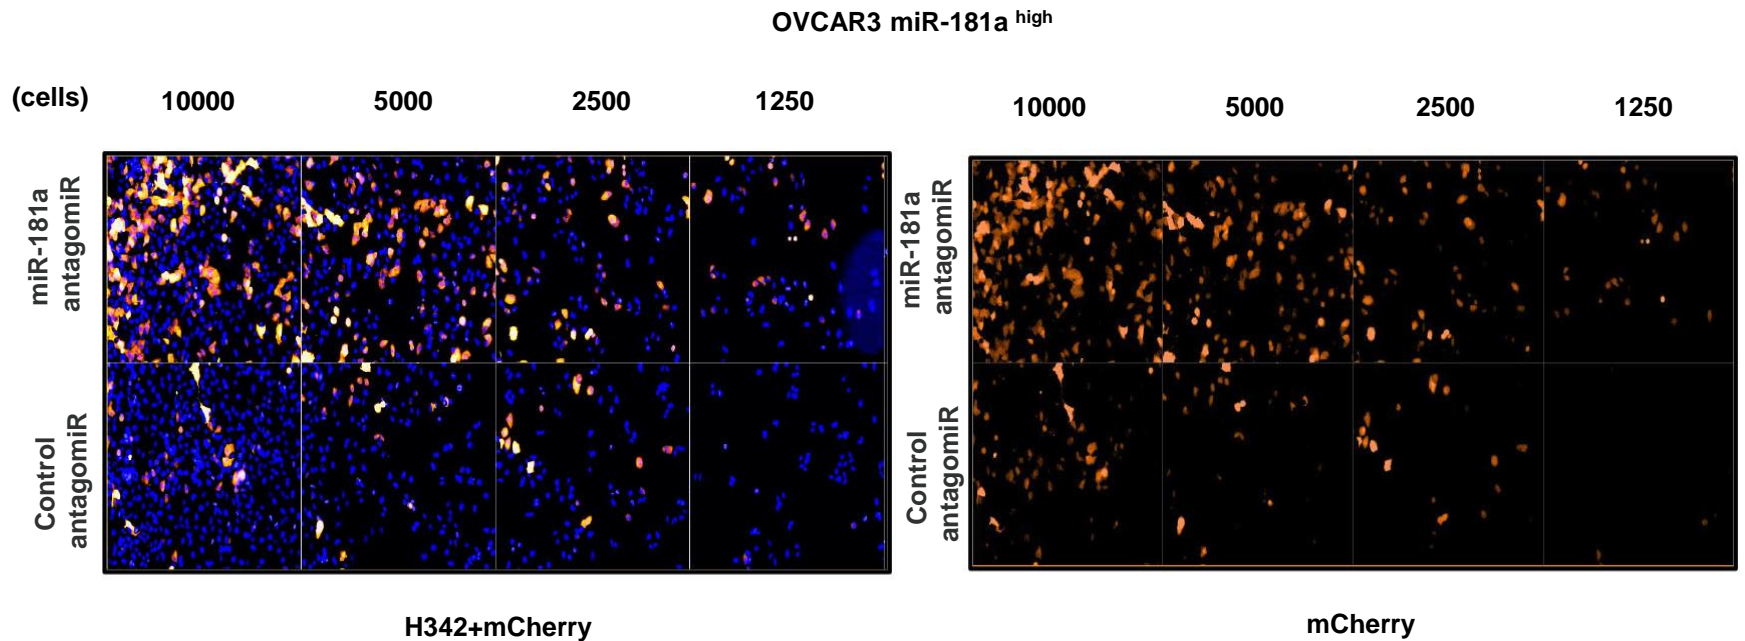 OVCAR3 miR-181a high
(cells) 10000 5000 2500 1250
10000 5000 2500 1250
miR-181a
antagomiR
Control
antagomiR
miR-181a
antagomiR
Control
antagomiR
H342+mCherry
mCherry